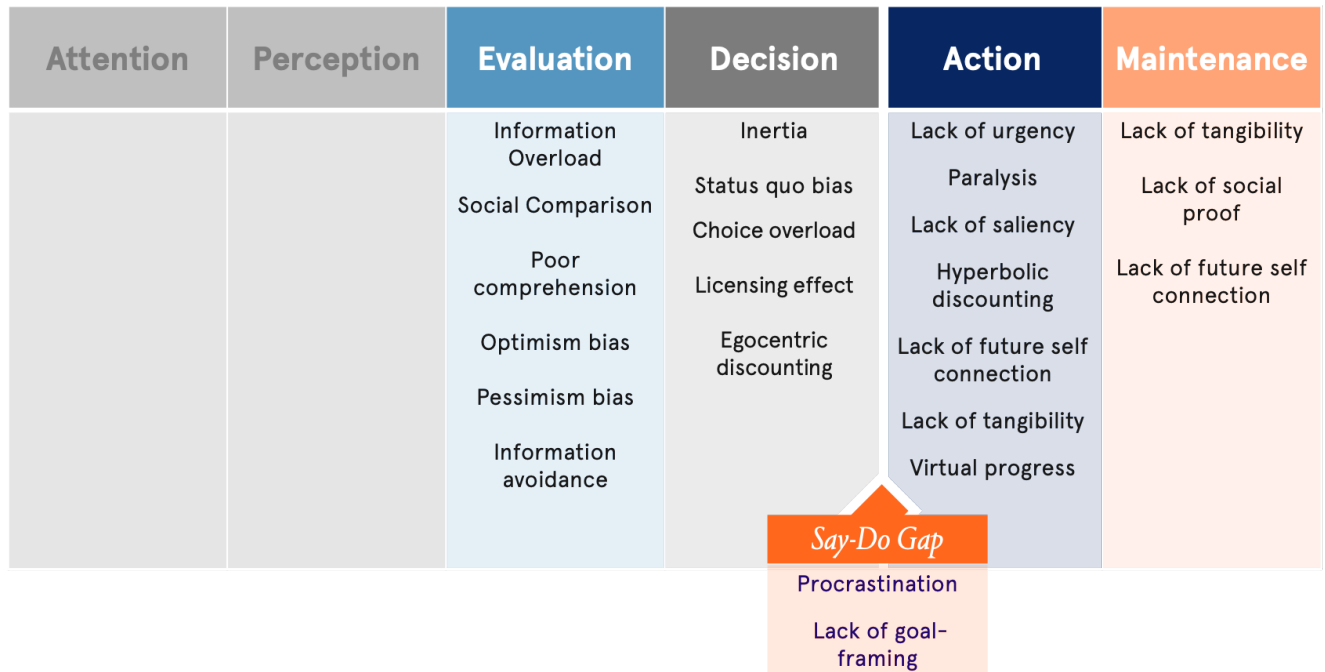 Attention
Perception
Evaluation
Decision
Action
Maintenance
Information
Overload
Social Comparison
Poor
comprehension
Optimism bias
Pessimism bias
Information
avoidance
Inertia
Status quo bias
Choice overload
Licensing effect
Egocentric
discounting
Lack of urgency
Paralysis
Lack of saliency
Hyperbolic
discounting
Lack of future self
connection
Lack of tangibility
Virtual progress
Lack of tangibility
Lack of social
proof
Lack of future self
connection
Say-Do Gap
Procrastination
Lack of goal-
framing